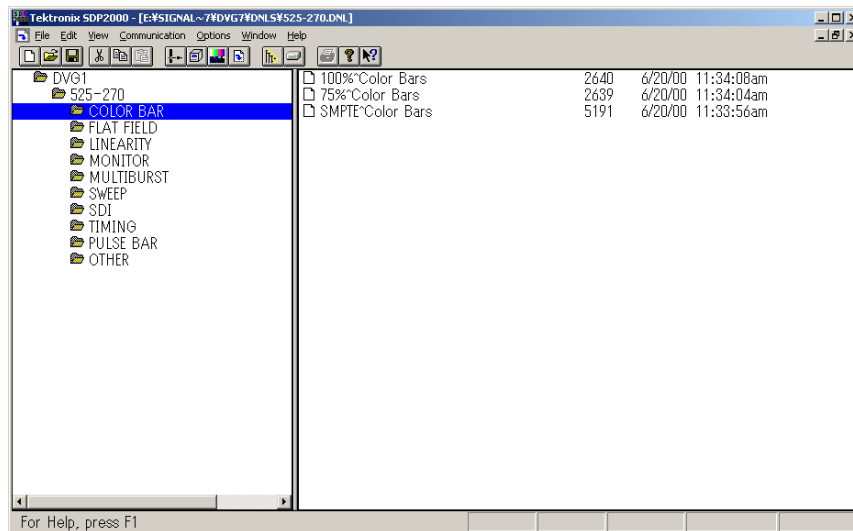 Tektronix SDP2000 - [E:¥SIGNAL~7¥DVG7¥DNLS¥525-270.DNL]
File Edit View Communication Options Window Help
DVG1
525-270
COLOR BAR
FLAT FIELD
LINEARITY
MONITOR
MULTIBURST
SWEEP
SDI
TIMING
PULSE BAR
OTHER
100%^Color Bars 2640 6/20/00 11:34:08am
75%^Color Bars 2639 6/20/00 11:34:04am
SMPTE^Color Bars 5191 6/20/00 11:33:56am
For Help, press F1